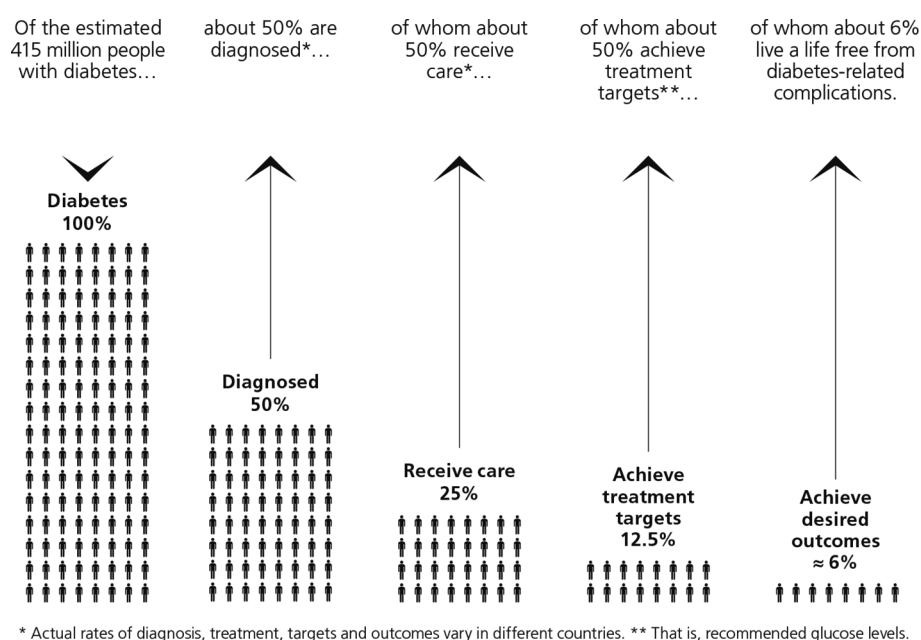 Of the estimated
415 million people
with diabetes…
about 50% are
diagnosed*…
of whom about
50% receive
care*…
of whom about
50% achieve
treatment
targets**…
of whom about 6%
live a life free from
diabetes-related
complications.
Diabetes
100%
Diagnosed
50%
Receive care
25%
Achieve
treatment
targets
12.5%
Achieve
desired
outcomes
≈ 6%
* Actual rates of diagnosis, treatment, targets and outcomes vary in different countries. ** That is, recommended glucose levels.